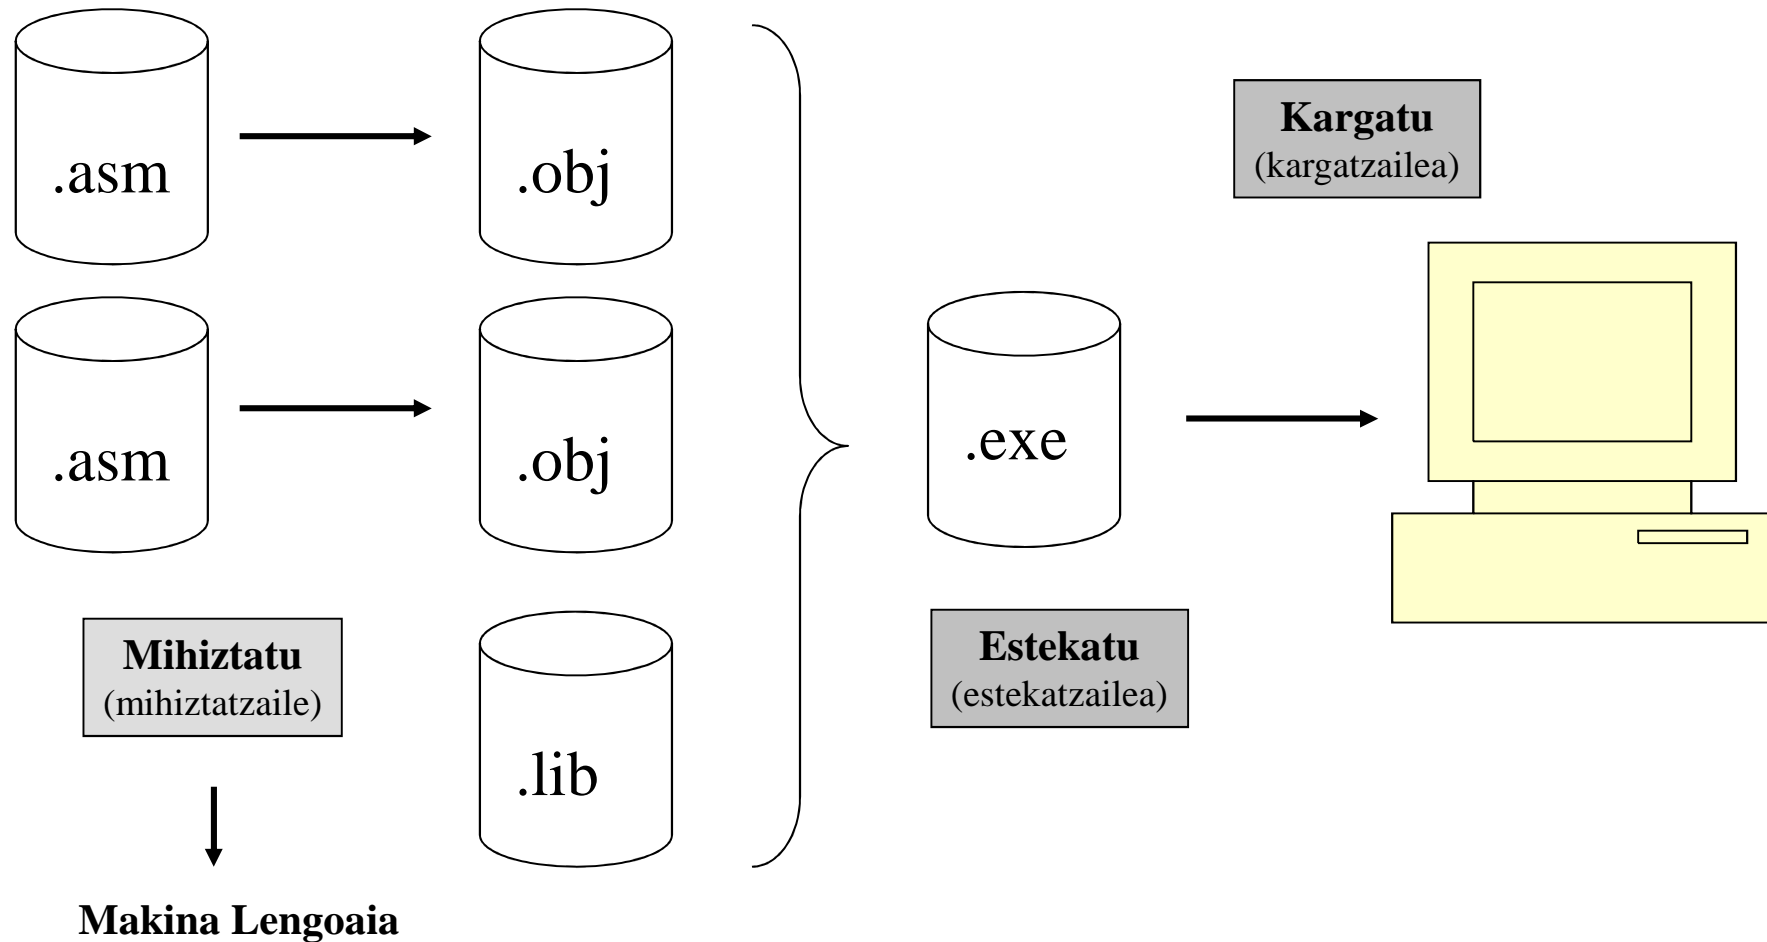 .asm
.obj
Kargatu
(kargatzailea)
.asm
.obj
.exe
Mihiztatu
(mihiztatzaile)
.lib
Estekatu
(estekatzailea)
Makina Lengoaia